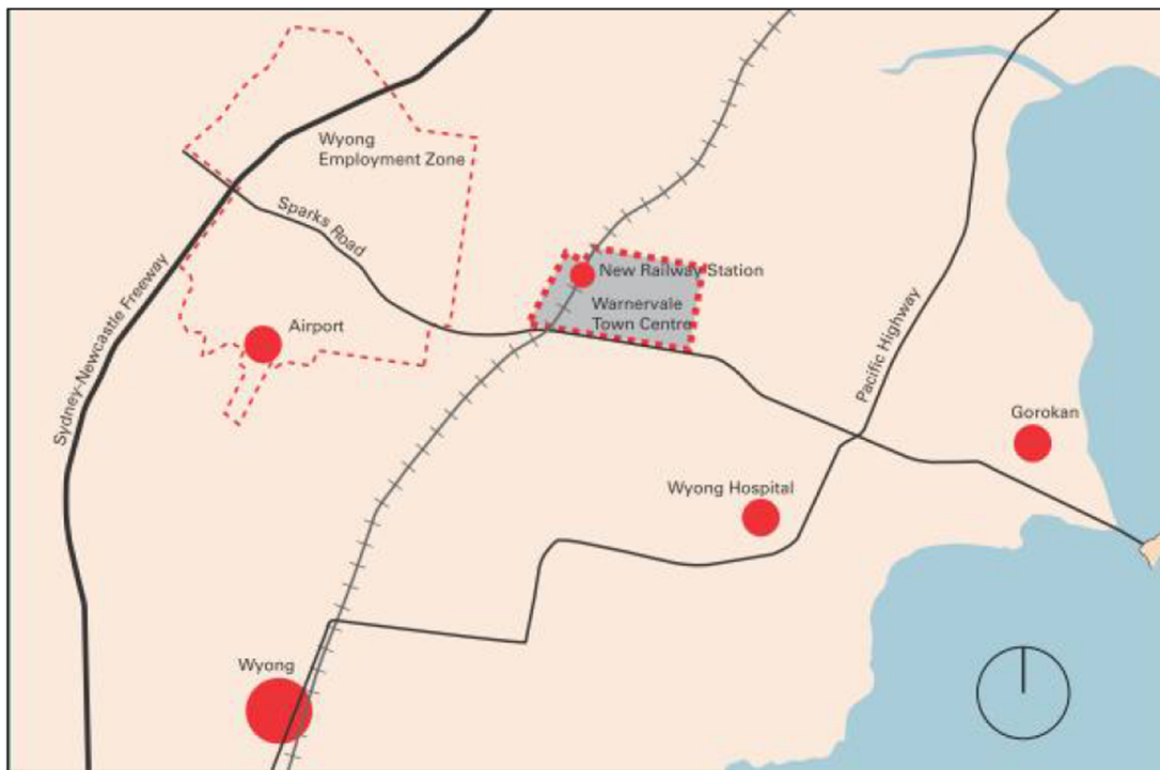 Wyong
Employment Zone
Sparks Road
Sydney-Newcastle Freeway
New Railway Station
Warnervale
Town Centre
Airport
Pacific Highway
Gorokan
Wyong Hospital
Wyong